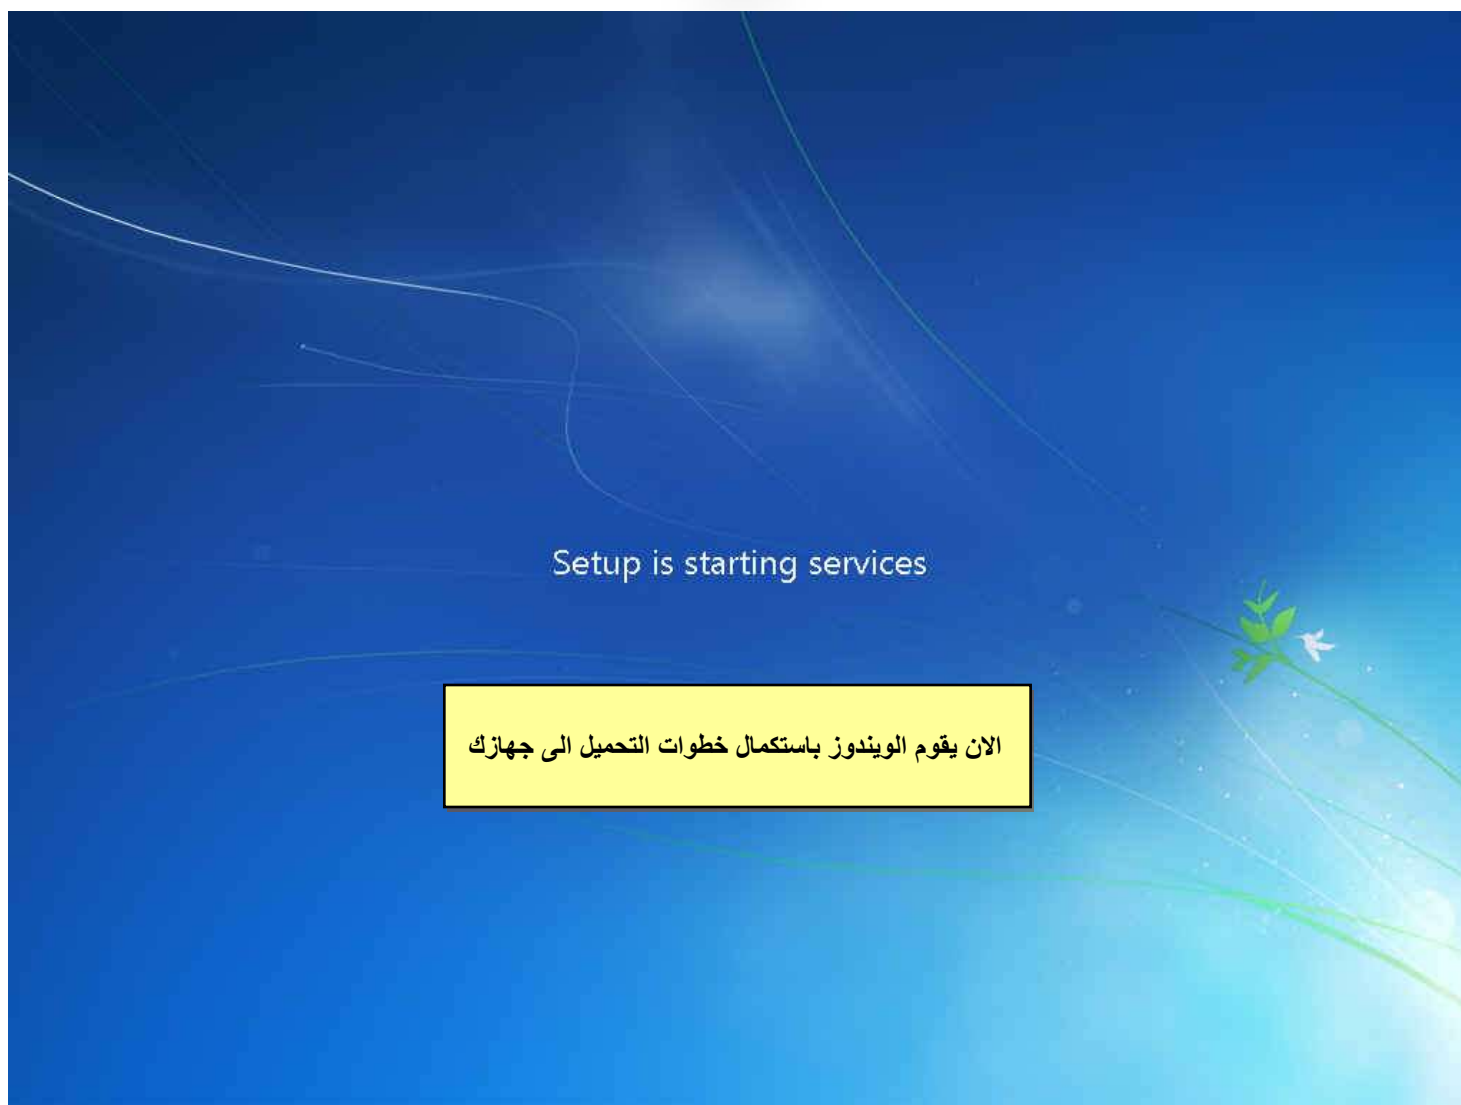 Setup is starting services
الان يقوم الويندوز باستكمال خطوات التحميل الى جهازك